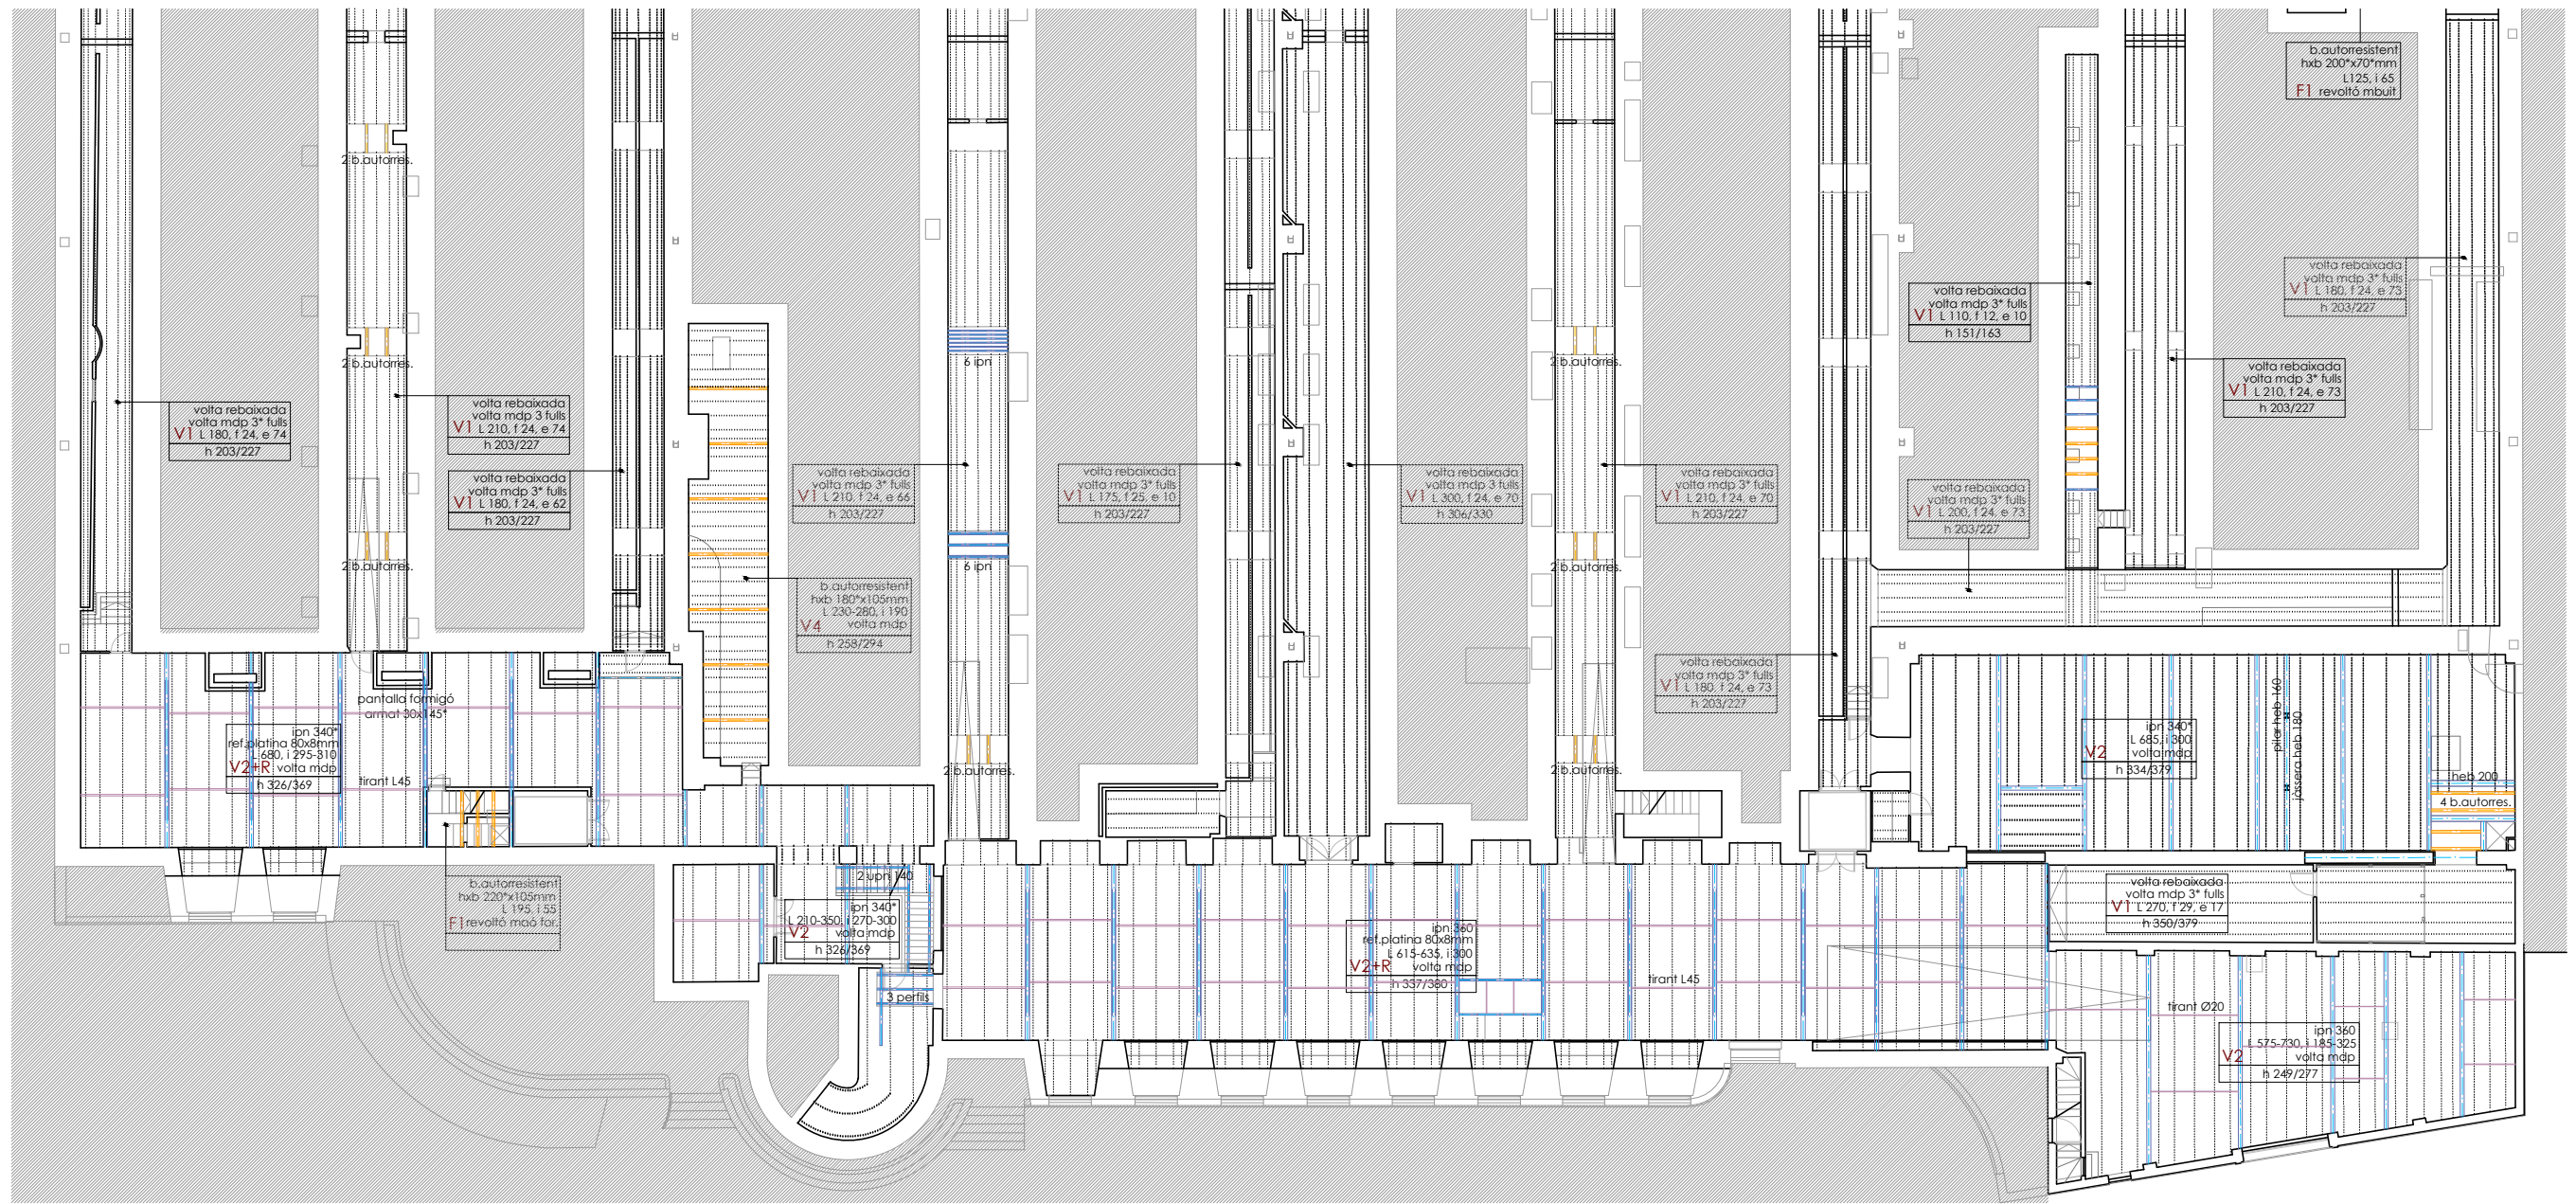 b.autorresistent
hxb 200*x70*mm
L125, i 65
F1 revoltó mbuit
2 b.autorres.
volta rebaixada
volta mdp 3* fulls
V1 L 180, f 24, e 73
h 203/227
volta rebaixada
volta mdp 3* fulls
V1 L 110, f 12, e 10
h 151/163
2 b.autorres.
6 ipn
2 b.autorres.
volta rebaixada
volta mdp 3* fulls
V1 L 210, f 24, e 73
h 203/227
volta rebaixada
volta mdp 3* fulls
V1 L 180, f 24, e 74
h 203/227
volta rebaixada
volta mdp 3 fulls
V1 L 210, f 24, e 74
h 203/227
volta rebaixada
volta mdp 3* fulls
V1 L 180, f 24, e 62
h 203/227
volta rebaixada
volta mdp 3* fulls
V1 L 210, f 24, e 66
h 203/227
volta rebaixada
volta mdp 3* fulls
V1 L 175, f 25, e 10
h 203/227
volta rebaixada
volta mdp 3 fulls
V1 L 300, f 24, e 70
h 306/330
volta rebaixada
volta mdp 3* fulls
V1 L 210, f 24, e 70
h 203/227
volta rebaixada
volta mdp 3* fulls
V1 L 200, f 24, e 73
h 203/227
2 b.autorres.
6 ipn
2 b.autorres.
b.autorresistent
hxb 180*x105mm
L 230-280, i 190
V4 volta mdp
h 258/294
volta rebaixada
volta mdp 3* fulls
V1 L 180, f 24, e 73
h 203/227
pantalla formigó
armat 30x145*
ipn 340*
ref.platina 80x8mm
L 680, i 295-310
V2+R volta mdp
h 326/369
tirant L45
2 b.autorres.
2 b.autorres.
pilar heb 160
jàssera heb 180
ipn 340*
L 685, i 300
V2 volta mdp
h 334/379
heb 200
4 b.autorres.
b.autorresistent
hxb 220*x105mm
L 195, i 55
F1 revoltó maó for.
2 upn 140
ipn 340*
L 210-350, i 270-300
V2 volta mdp
h 326/369
3 perfils
ipn 360
ref.platina 80x8mm
L 615-635, i 300
V2+R volta mdp
h 337/380
tirant L45
volta rebaixada
volta mdp 3* fulls
V1 L 270, f 29, e 17
h 350/379
tirant Ø20
ipn 360
L 575-730, i 185-325
V2 volta mdp
h 249/277